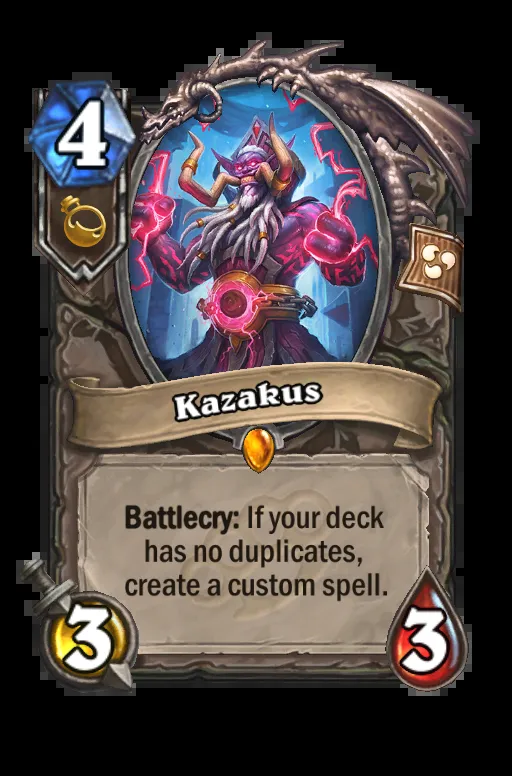 4
Kazakus
Battlecry: If your deck
has no duplicates,
create a custom spell.
3
3